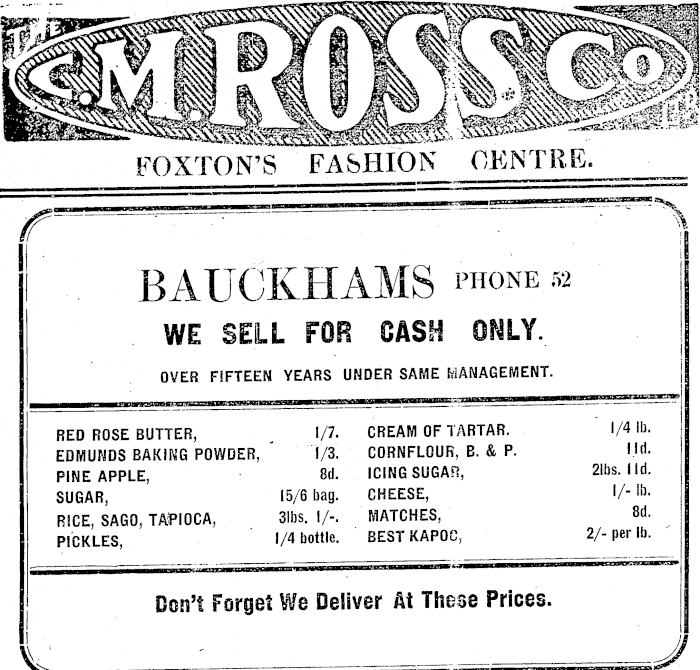 THE
C.M. ROSS Co
FOXTON'S FASHION CENTRE.
BAUCKHAMS PHONE 52
WE SELL FOR CASH ONLY.
OVER FIFTEEN YEARS UNDER SAME MANAGEMENT.
RED ROSE BUTTER, 1/7.
EDMUNDS BAKING POWDER, 1/3.
PINE APPLE, 8d.
SUGAR, 15/6 bag.
RICE, SAGO, TAPIOCA, 3lbs. 1/-.
PICKLES, 1/4 bottle.
CREAM OF TARTAR. 1/4 lb.
CORNFLOUR, B. & P. 11d.
ICING SUGAR, 2lbs. 11d.
CHEESE, 1/- lb.
MATCHES, 8d.
BEST KAPOC, 2/- per lb.
Don't Forget We Deliver At These Prices.